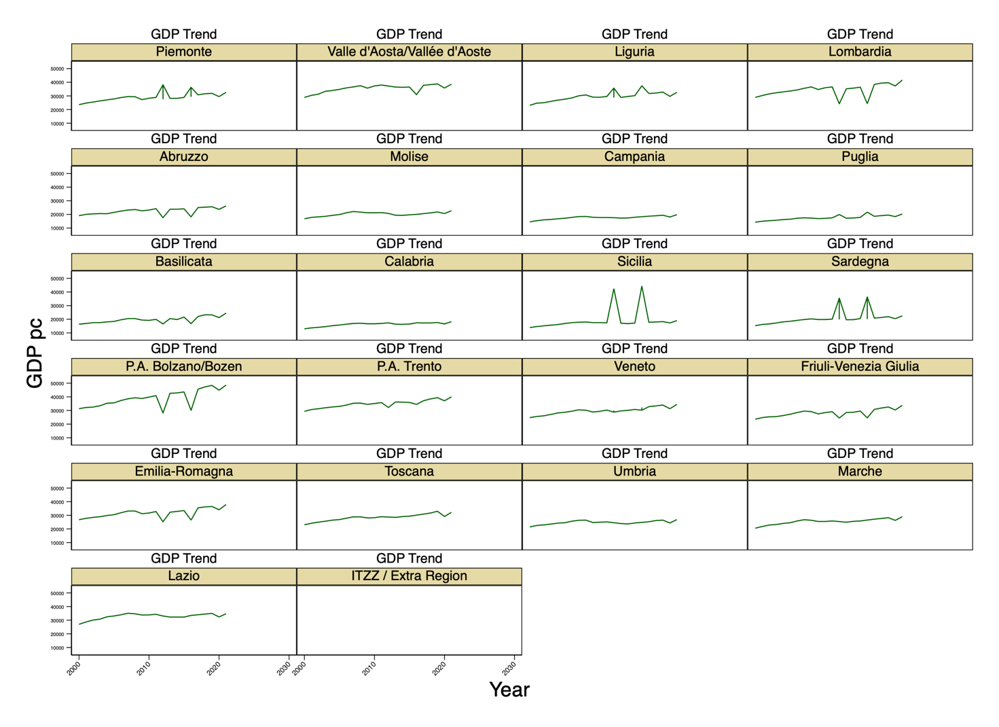 GDP Trend GDP Trend GDP Trend GDP Trend
Piemonte Valle d'Aosta/Vallée d'Aoste Liguria Lombardia
50000
40000
30000
20000
10000
GDP Trend GDP Trend GDP Trend GDP Trend
Abruzzo Molise Campania Puglia
50000
40000
30000
20000
10000
GDP Trend GDP Trend GDP Trend GDP Trend
Basilicata Calabria Sicilia Sardegna
50000
40000
30000
20000
10000
GDP pc
GDP Trend GDP Trend GDP Trend GDP Trend
P.A. Bolzano/Bozen P.A. Trento Veneto Friuli-Venezia Giulia
50000
40000
30000
20000
10000
GDP Trend GDP Trend GDP Trend GDP Trend
Emilia-Romagna Toscana Umbria Marche
50000
40000
30000
20000
10000
GDP Trend GDP Trend
Lazio ITZZ / Extra Region
50000
40000
30000
20000
10000
2000 2010 2020 2030 2000 2010 2020 2030
Year